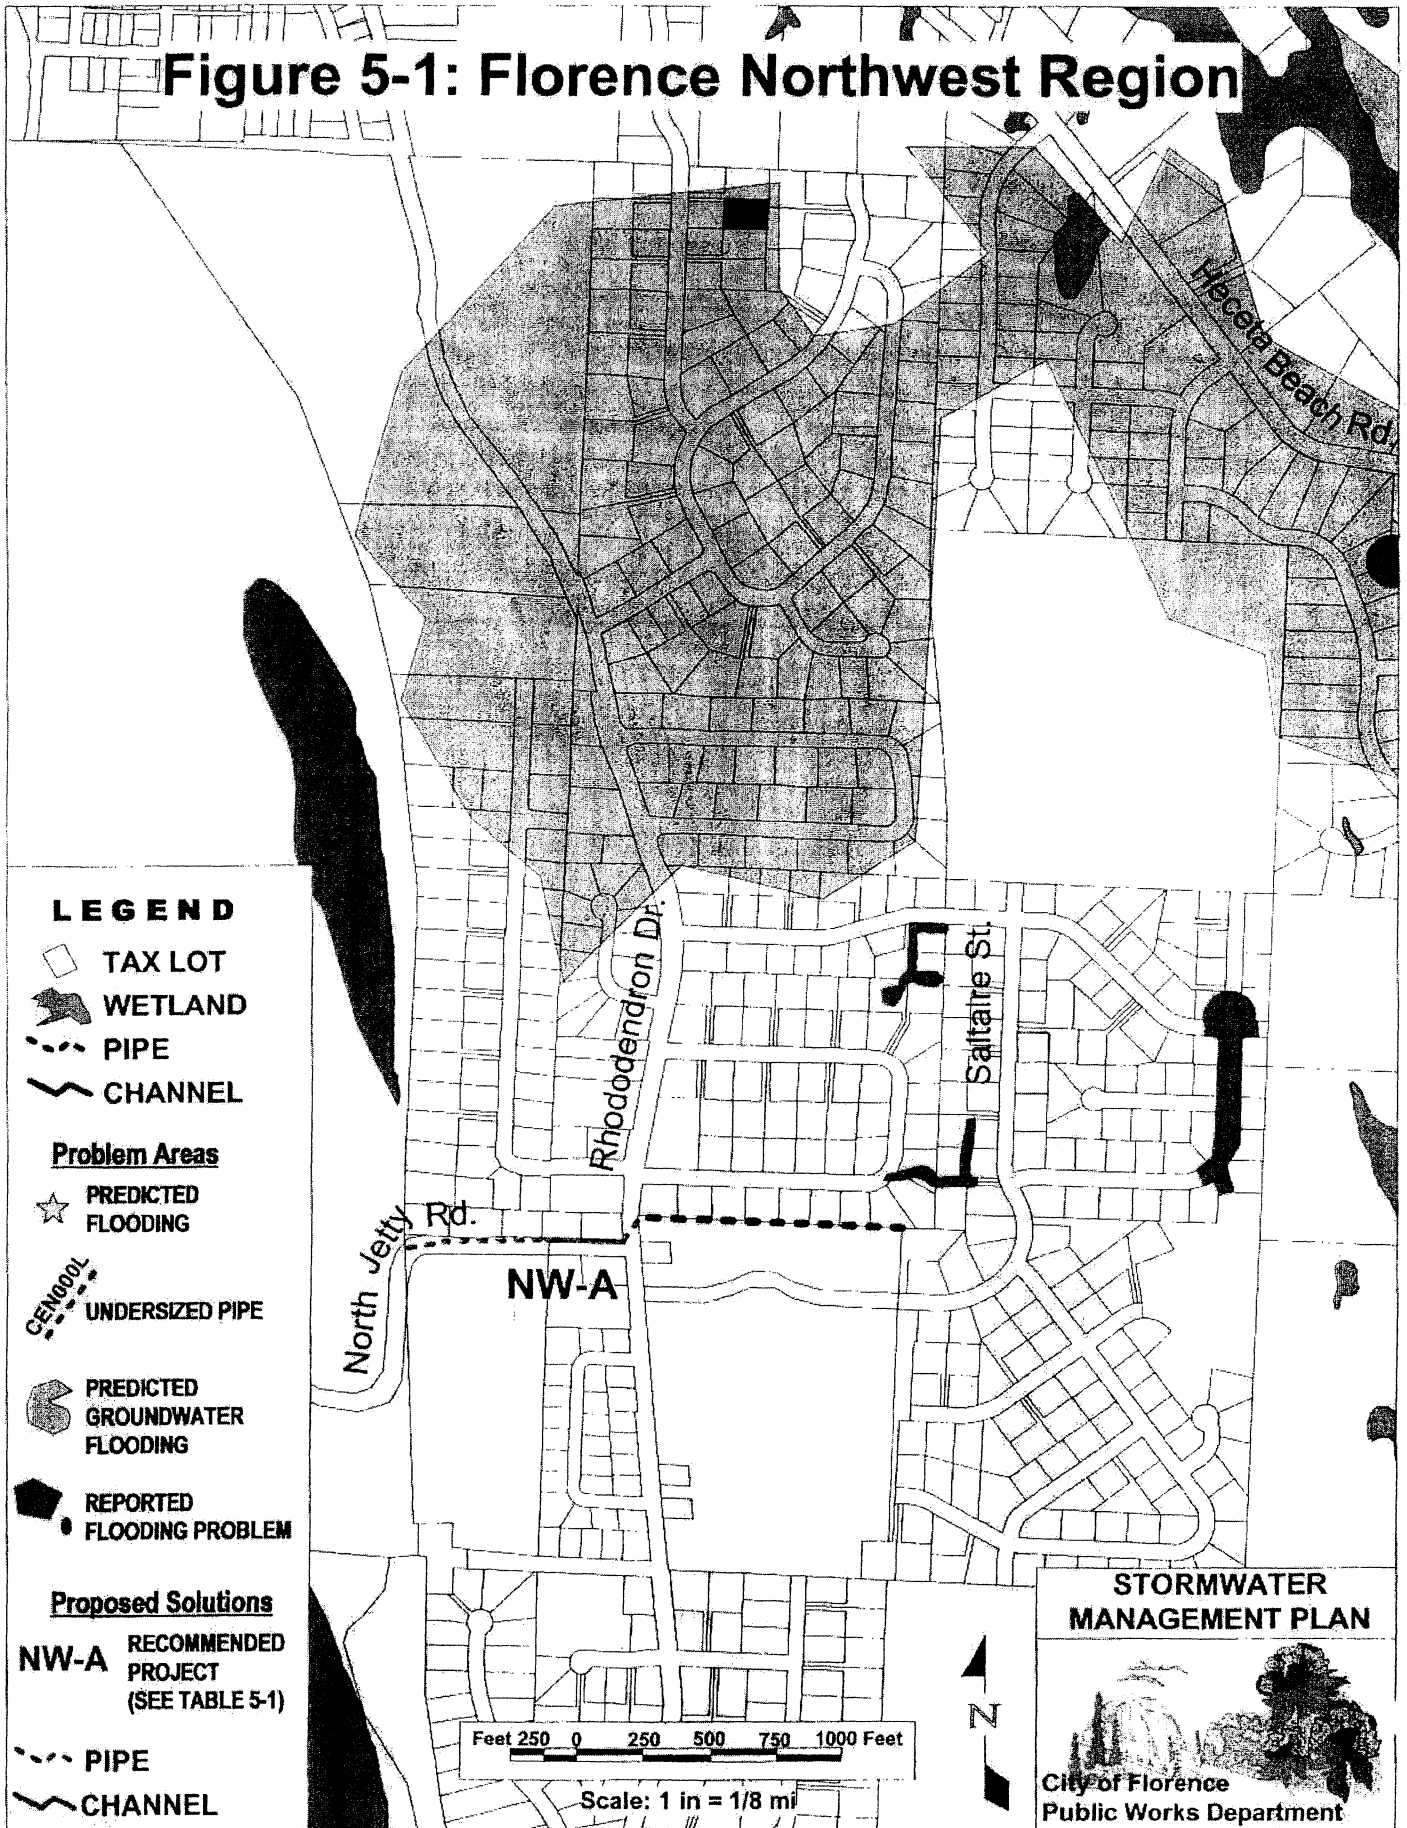 Figure 5-1: Florence Northwest Region
Heceta Beach Rd.
Rhododendron Dr.
Saltaire St.
North Jetty Rd.
NW-A
LEGEND
TAX LOT
WETLAND
PIPE
CHANNEL
Problem Areas
PREDICTED
FLOODING
CEN600L
UNDERSIZED PIPE
PREDICTED
GROUNDWATER
FLOODING
REPORTED
FLOODING PROBLEM
Proposed Solutions
NW-A
RECOMMENDED
PROJECT
(SEE TABLE 5-1)
PIPE
CHANNEL
Feet 250 0 250 500 750 1000 Feet
Scale: 1 in = 1/8 mi
N
STORMWATER
MANAGEMENT PLAN
City of Florence
Public Works Department